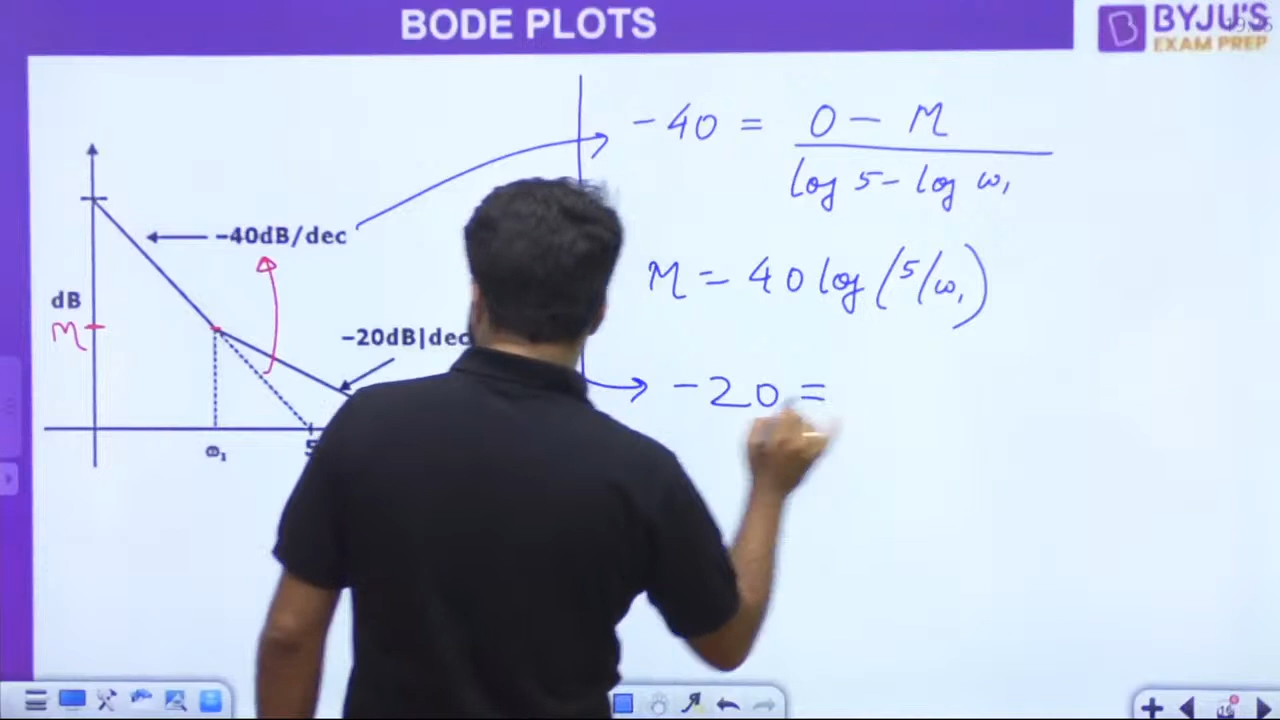 BODE PLOTS
BYJU'S
EXAM PREP
-40 = 0 - M
log 5 - log ω₁
-40dB/dec
M = 40 log (5/ω₁)
dB
M
-20dB|dec
-20 =
ω₁
5